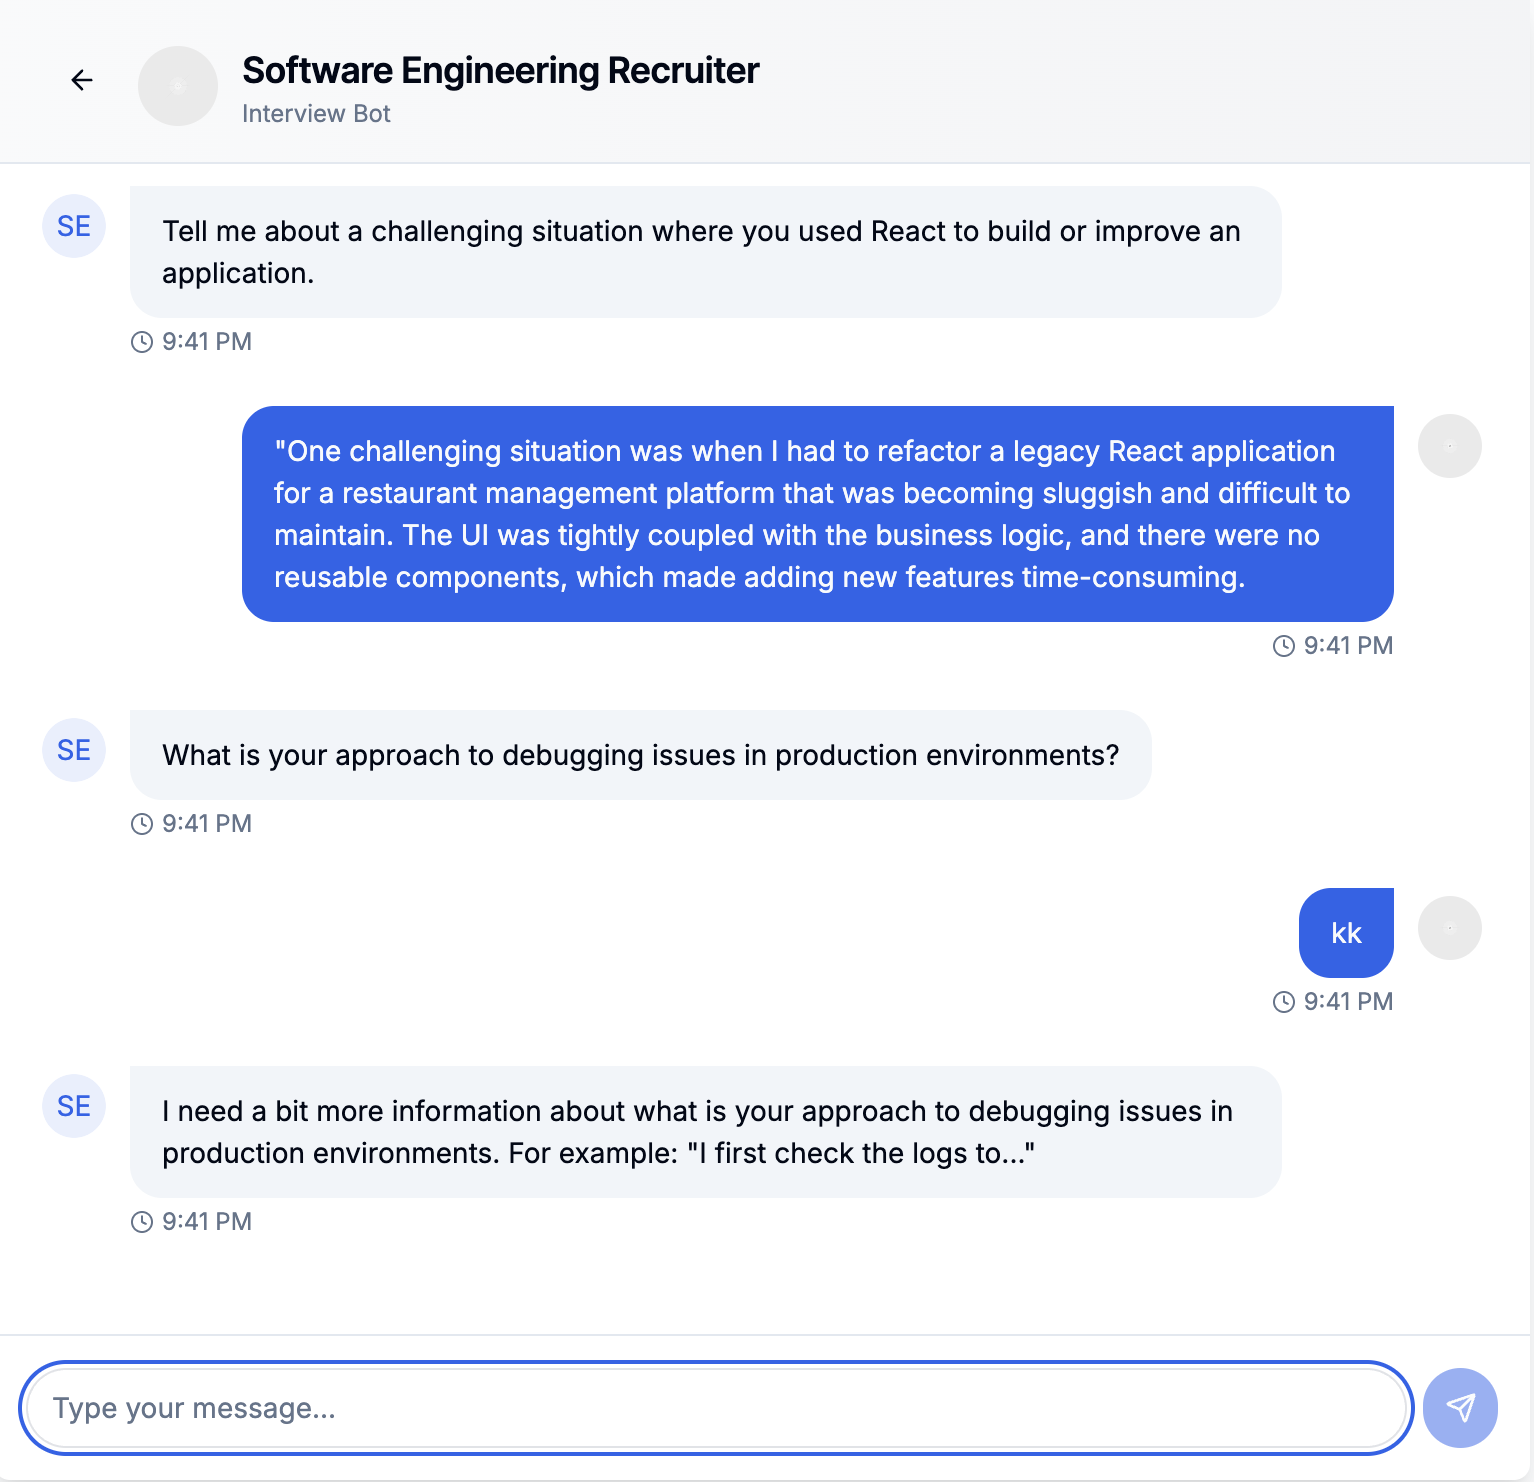 Software Engineering Recruiter
Interview Bot
SE
Tell me about a challenging situation where you used React to build or improve an
application.
9:41 PM
"One challenging situation was when I had to refactor a legacy React application
for a restaurant management platform that was becoming sluggish and difficult to
maintain. The UI was tightly coupled with the business logic, and there were no
reusable components, which made adding new features time-consuming.
9:41 PM
SE
What is your approach to debugging issues in production environments?
9:41 PM
kk
9:41 PM
SE
I need a bit more information about what is your approach to debugging issues in
production environments. For example: "I first check the logs to..."
9:41 PM
Type your message...